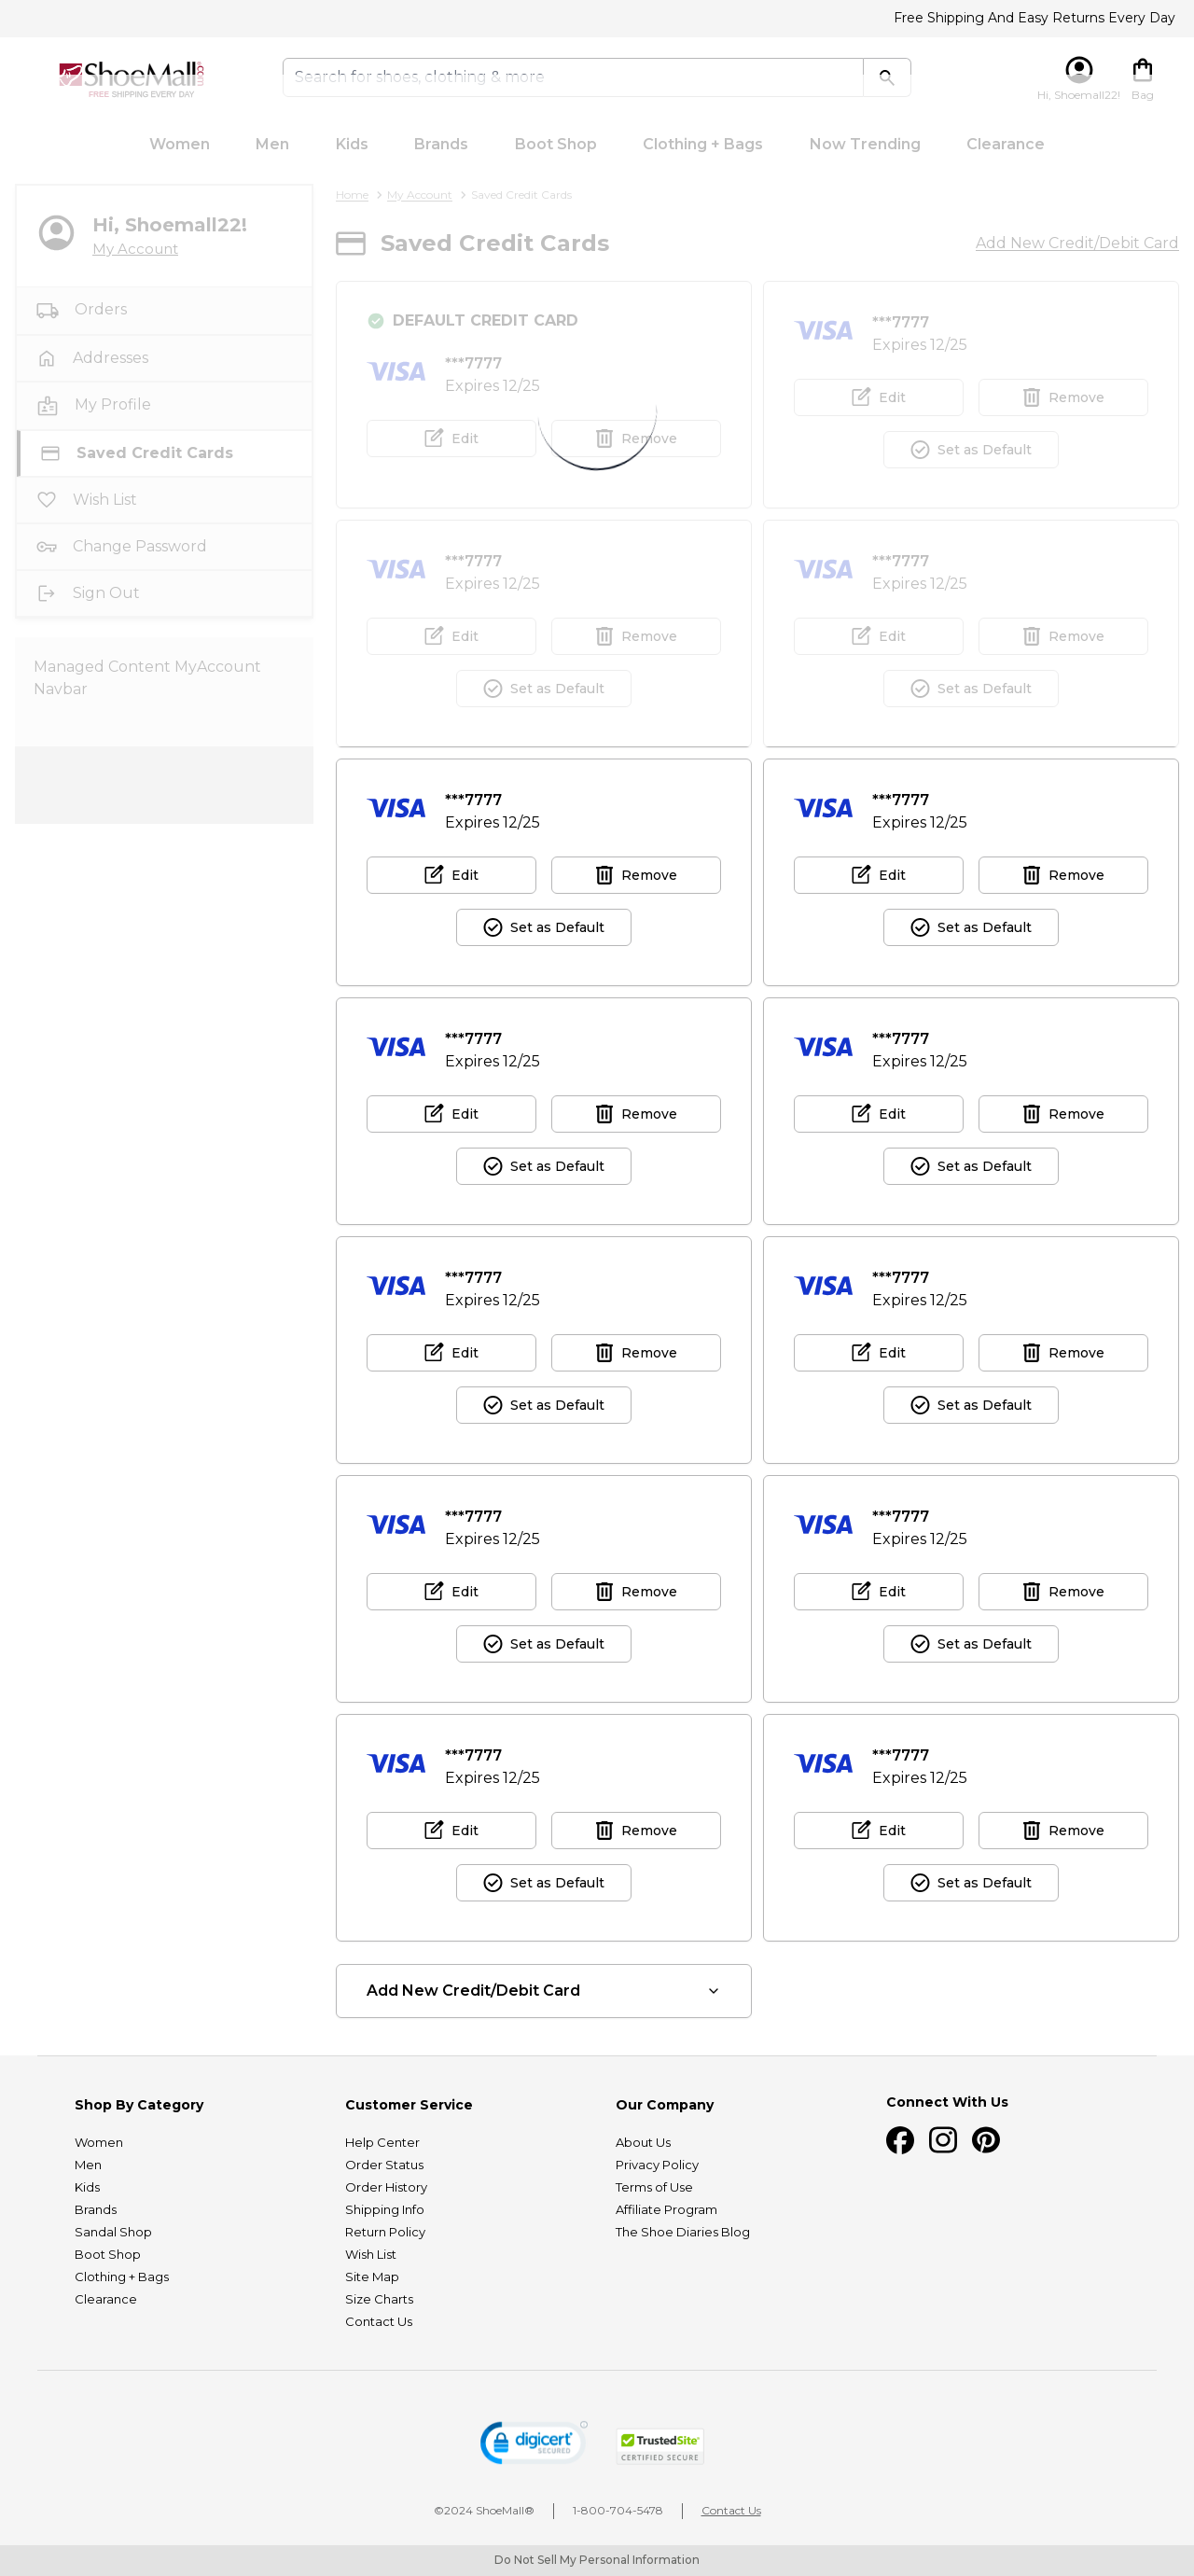 Free Shipping And Easy Returns Every Day
ShoeMall.com
FREE SHIPPING EVERY DAY
Search for shoes, clothing & more
Hi, Shoemall22!
Bag
Women Men Kids Brands Boot Shop Clothing + Bags Now Trending Clearance
Hi, Shoemall22!
My Account
Orders
Addresses
My Profile
Saved Credit Cards
Wish List
Change Password
Sign Out
Managed Content MyAccount
Navbar
Home > My Account > Saved Credit Cards
Saved Credit Cards
Add New Credit/Debit Card
DEFAULT CREDIT CARD
VISA
***7777
Expires 12/25
Edit
Remove
VISA
***7777
Expires 12/25
Edit
Remove
Set as Default
VISA
***7777
Expires 12/25
Edit
Remove
Set as Default
VISA
***7777
Expires 12/25
Edit
Remove
Set as Default
VISA
***7777
Expires 12/25
Edit
Remove
Set as Default
VISA
***7777
Expires 12/25
Edit
Remove
Set as Default
VISA
***7777
Expires 12/25
Edit
Remove
Set as Default
VISA
***7777
Expires 12/25
Edit
Remove
Set as Default
VISA
***7777
Expires 12/25
Edit
Remove
Set as Default
VISA
***7777
Expires 12/25
Edit
Remove
Set as Default
VISA
***7777
Expires 12/25
Edit
Remove
Set as Default
VISA
***7777
Expires 12/25
Edit
Remove
Set as Default
VISA
***7777
Expires 12/25
Edit
Remove
Set as Default
VISA
***7777
Expires 12/25
Edit
Remove
Set as Default
Add New Credit/Debit Card
Shop By Category
Women
Men
Kids
Brands
Sandal Shop
Boot Shop
Clothing + Bags
Clearance
Customer Service
Help Center
Order Status
Order History
Shipping Info
Return Policy
Wish List
Site Map
Size Charts
Contact Us
Our Company
About Us
Privacy Policy
Terms of Use
Affiliate Program
The Shoe Diaries Blog
Connect With Us
digicert
SECURED
TrustedSite
CERTIFIED SECURE
©2024 ShoeMall® | 1-800-704-5478 | Contact Us
Do Not Sell My Personal Information